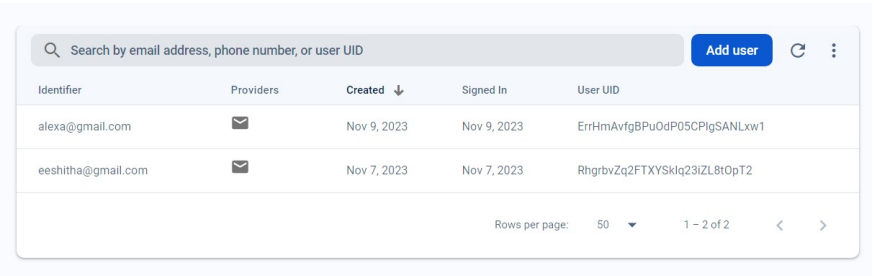 Search by email address, phone number, or user UID Add user
Identifier Providers Created Signed In User UID
alexa@gmail.com Nov 9, 2023 Nov 9, 2023 ErrHmAvfgBPuOdP05CPlgSANLxw1
eeshitha@gmail.com Nov 7, 2023 Nov 7, 2023 RhgrbvZq2FTXYSklq23iZL8tOpT2
Rows per page: 50 1 – 2 of 2